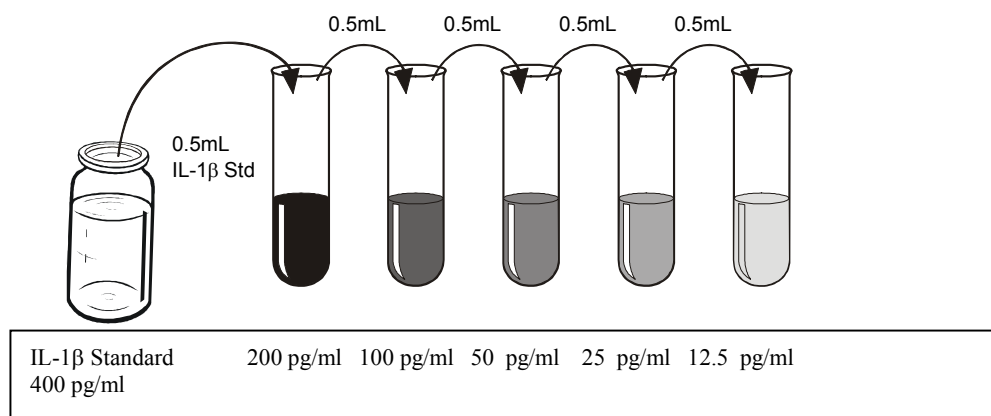 0.5mL 0.5mL 0.5mL 0.5mL
0.5mL
IL-1β Std
IL-1β Standard 200 pg/ml 100 pg/ml 50 pg/ml 25 pg/ml 12.5 pg/ml
400 pg/ml